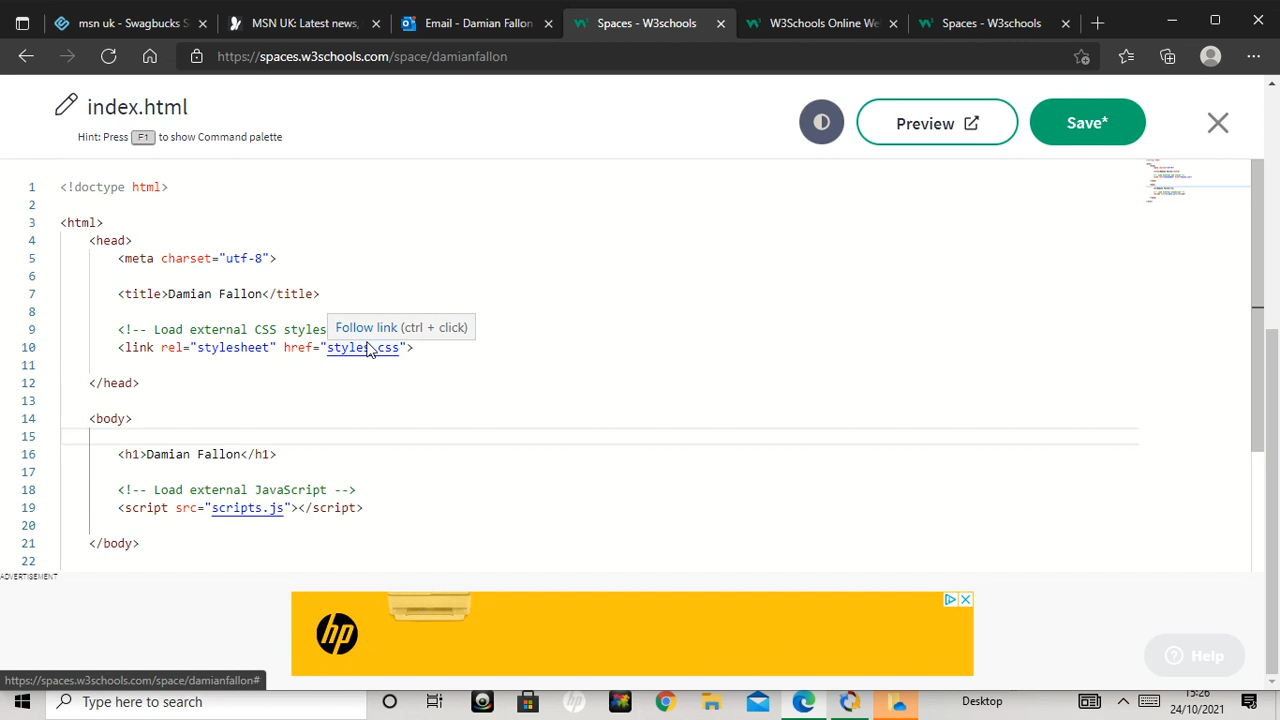 msn uk - Swagbucks S
MSN UK: Latest news,
Email - Damian Fallon
Spaces - W3schools
W3Schools Online We
Spaces - W3schools
https://spaces.w3schools.com/space/damianfallon
index.html
Hint: Press F1 to show Command palette
Preview
Save*
1 <!doctype html>
2
3 <html>
4 <head>
5 <meta charset="utf-8">
6
7 <title>Damian Fallon</title>
8
9 <!-- Load external CSS styles
Follow link (ctrl + click)
10 <link rel="stylesheet" href="styles.css">
11
12 </head>
13
14 <body>
15
16 <h1>Damian Fallon</h1>
17
18 <!-- Load external JavaScript -->
19 <script src="scripts.js"></script>
20
21 </body>
22
ADVERTISEMENT
hp
Help
https://spaces.w3schools.com/space/damianfallon#
Type here to search
Desktop
15:26
24/10/2021